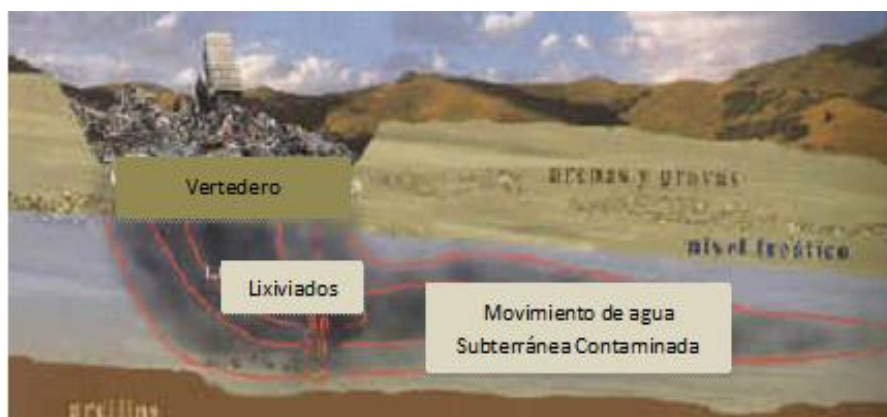 Vertedero
arenas y gravas
nivel freático
Lixiviados
Movimiento de agua
Subterránea Contaminada
arcillas